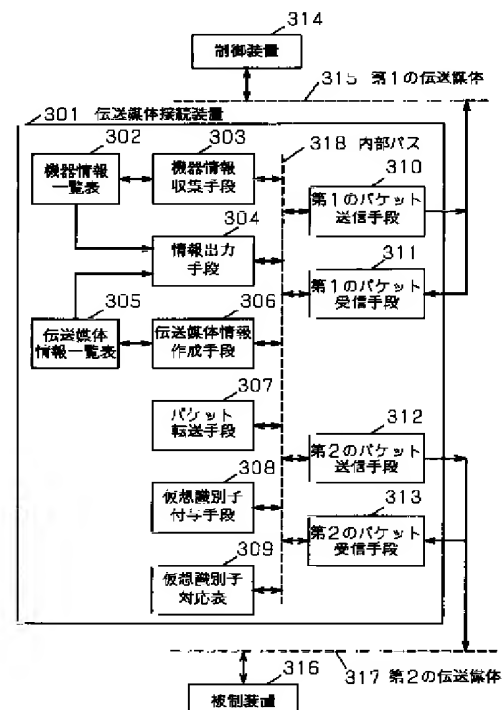 314
制御装置
315 第1の伝送媒体
301 伝送媒体接続装置
302
303
318 内部バス
310
機器情報
一覧表
機器情報
収集手段
第1のパケット
送信手段
304
情報出力
手段
311
第1のパケット
受信手段
305
306
伝送媒体
情報一覧表
伝送媒体情報
作成手段
307
パケット
転送手段
312
第2のパケット
送信手段
308
仮想識別子
付与手段
313
第2のパケット
受信手段
309
仮想識別子
対応表
316
317 第2の伝送媒体